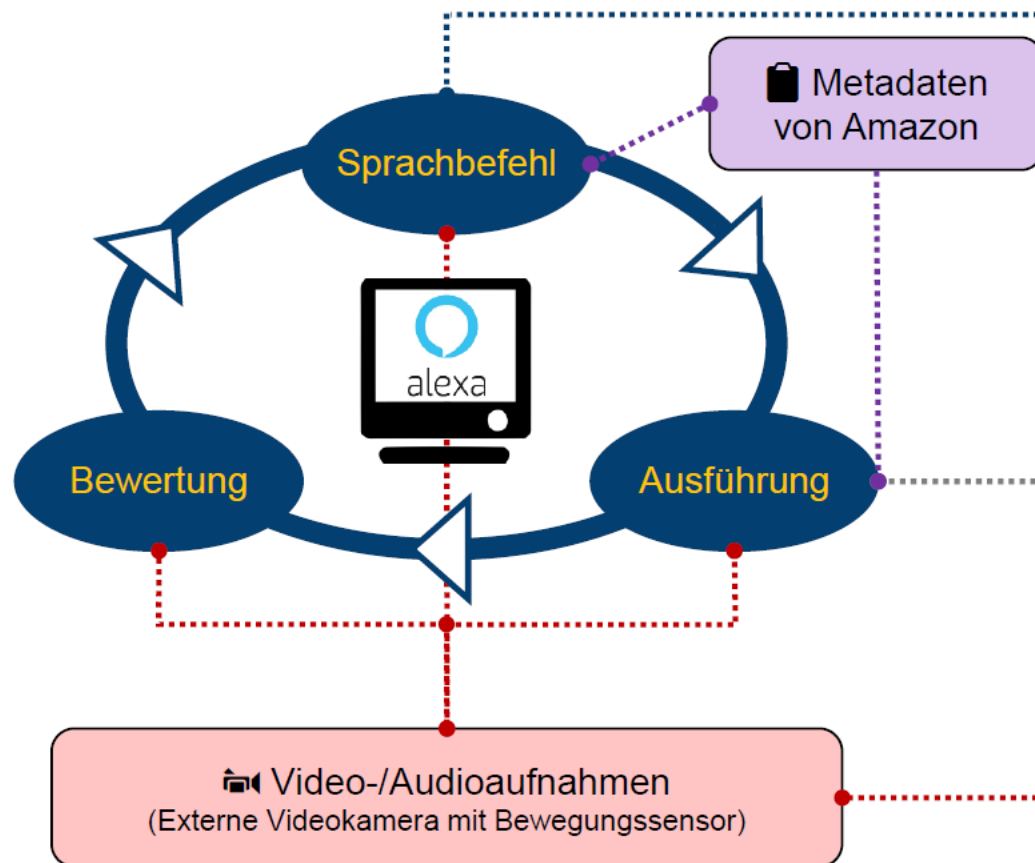 Metadaten
von Amazon
Sprachbefehl
alexa
Bewertung
Ausführung
Video-/Audioaufnahmen
(Externe Videokamera mit Bewegungssensor)